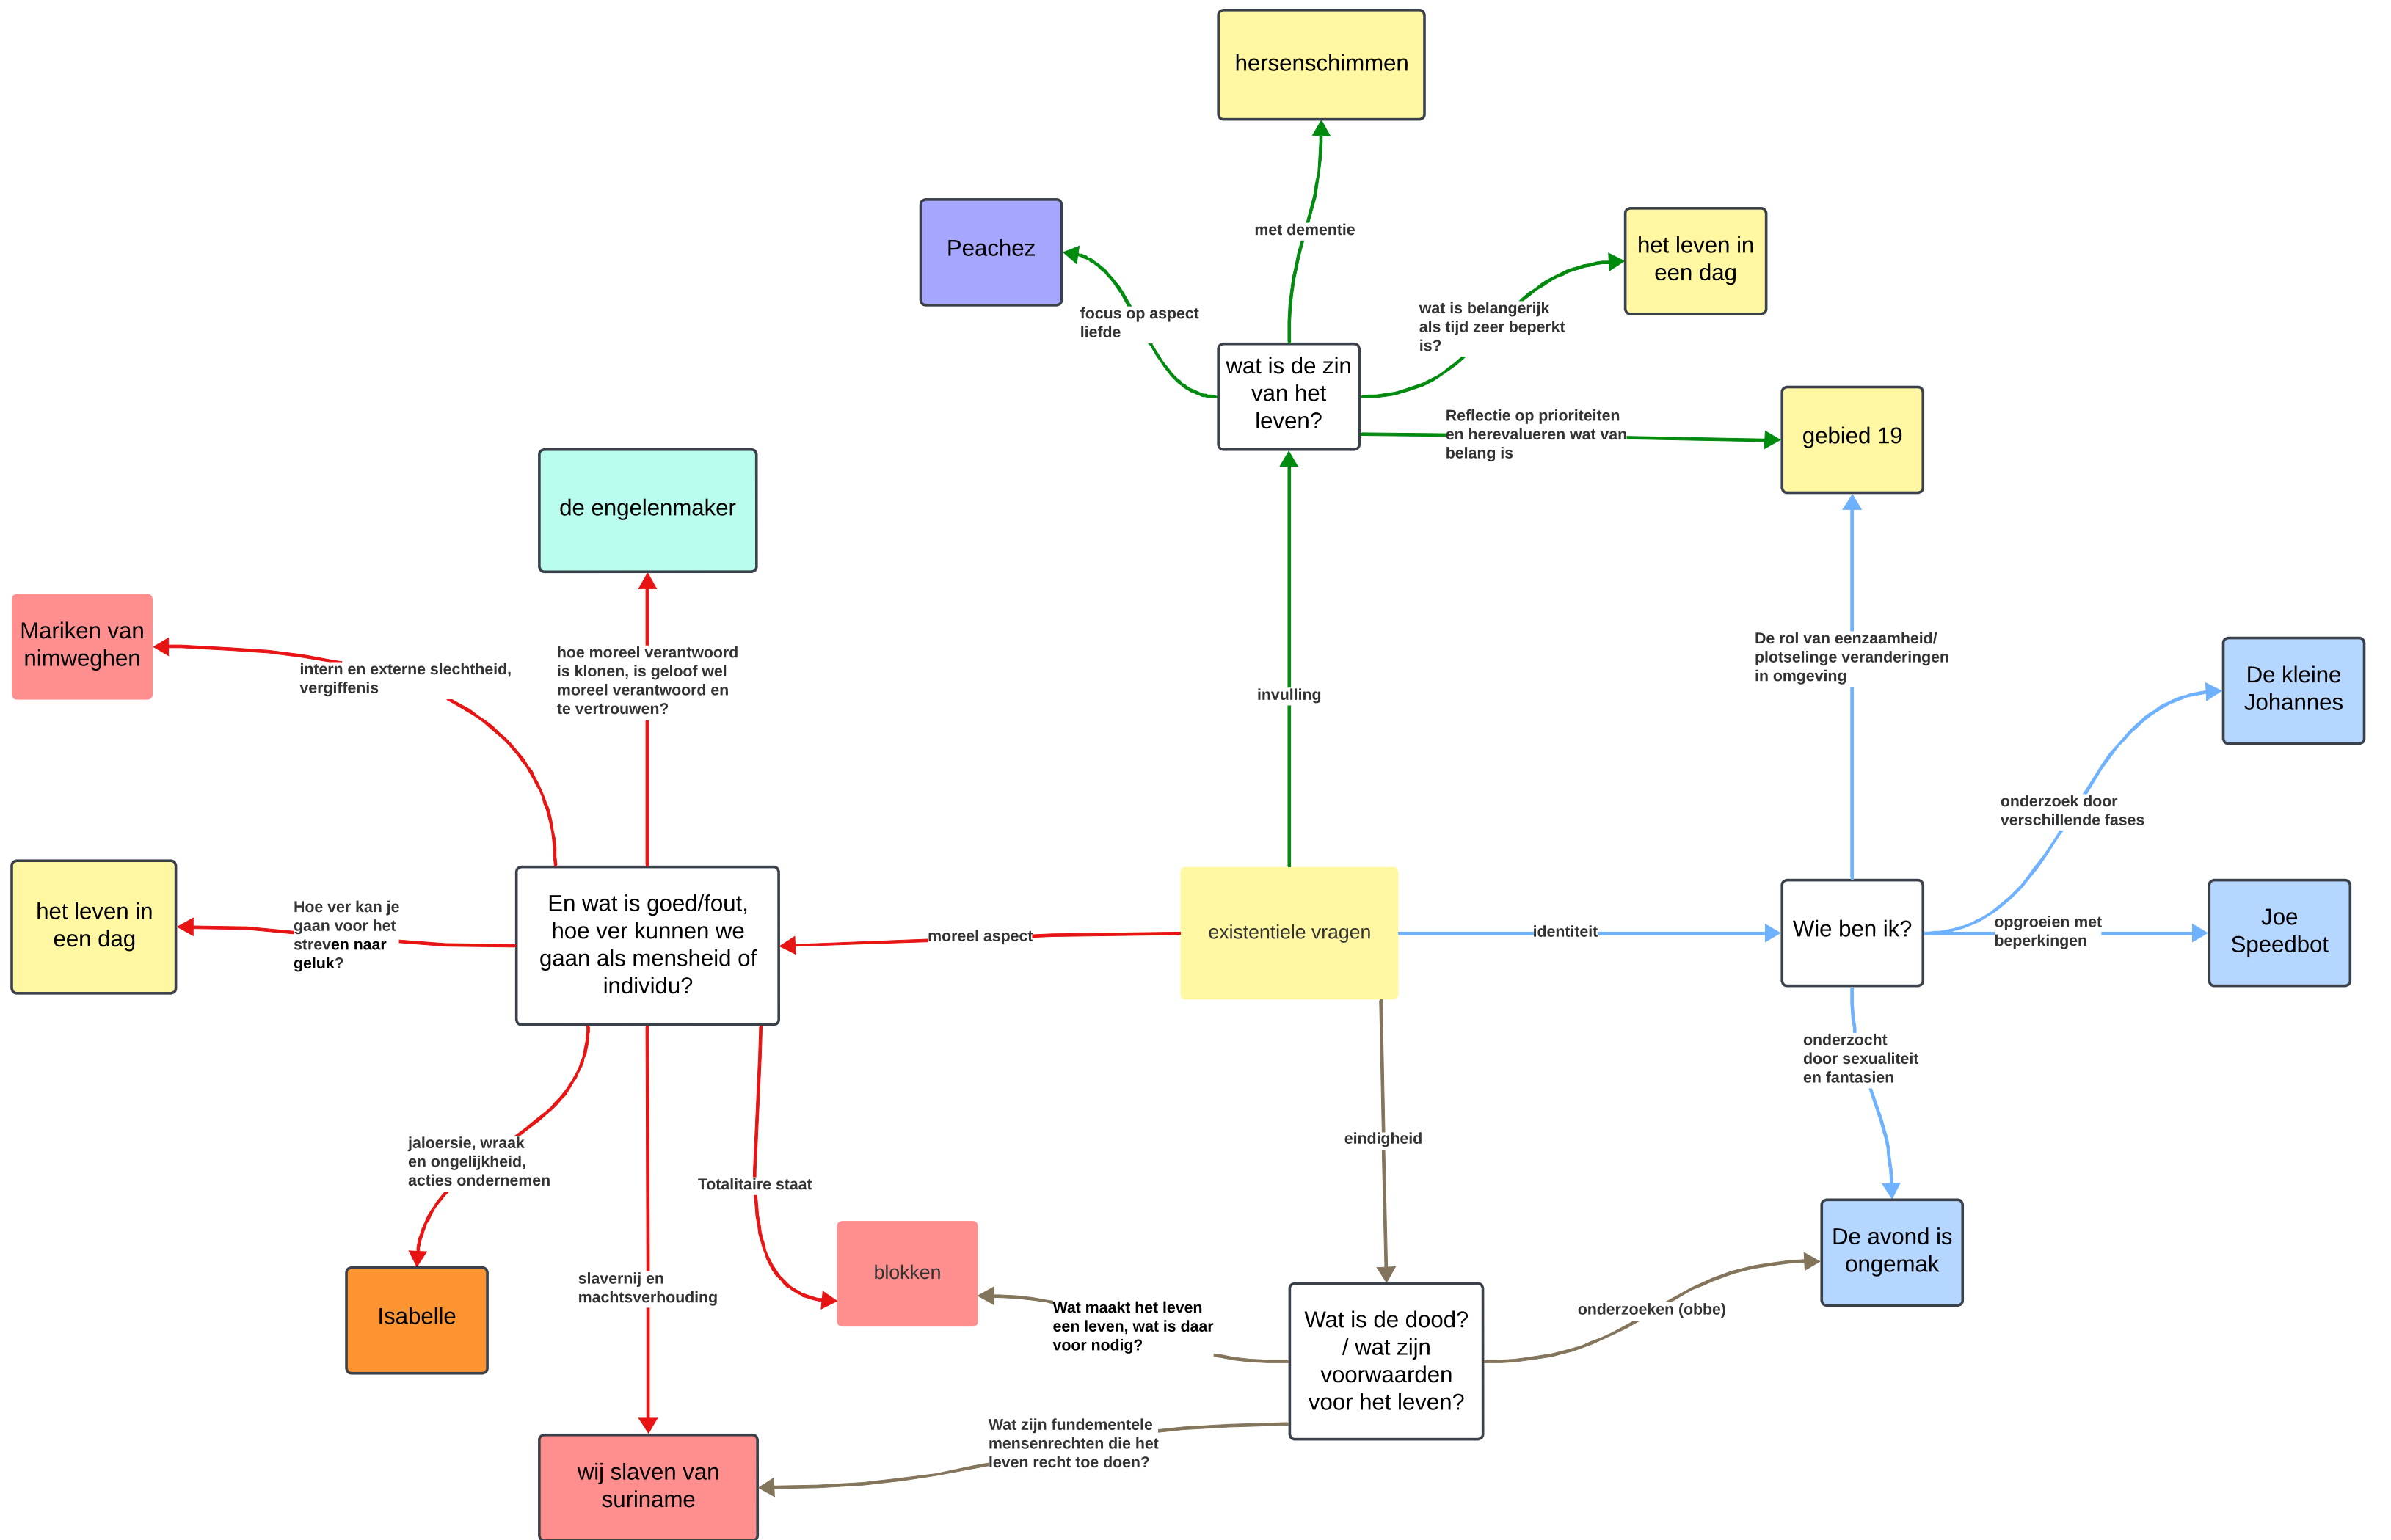 hersenschimmen
met dementie
Peachez
het leven in
een dag
focus op aspect
liefde
wat is belangerijk
als tijd zeer beperkt
is?
wat is de zin
van het
leven?
Reflectie op prioriteiten
en herevalueren wat van
belang is
gebied 19
de engelenmaker
Mariken van
nimweghen
intern en externe slechtheid,
vergiffenis
hoe moreel verantwoord
is klonen, is geloof wel
moreel verantwoord en
te vertrouwen?
invulling
De rol van eenzaamheid/
plotselinge veranderingen
in omgeving
De kleine
Johannes
onderzoek door
verschillende fases
het leven in
een dag
Hoe ver kan je
gaan voor het
streven naar
geluk?
En wat is goed/fout,
hoe ver kunnen we
gaan als mensheid of
individu?
moreel aspect
existentiele vragen
identiteit
Wie ben ik?
opgroeien met
beperkingen
Joe
Speedbot
onderzocht
door sexualiteit
en fantasien
jaloersie, wraak
en ongelijkheid,
acties ondernemen
Totalitaire staat
eindigheid
De avond is
ongemak
blokken
Isabelle
slavernij en
machtsverhouding
Wat maakt het leven
een leven, wat is daar
voor nodig?
Wat is de dood?
/ wat zijn
voorwaarden
voor het leven?
onderzoeken (obbe)
Wat zijn fundementele
mensenrechten die het
leven recht toe doen?
wij slaven van
suriname